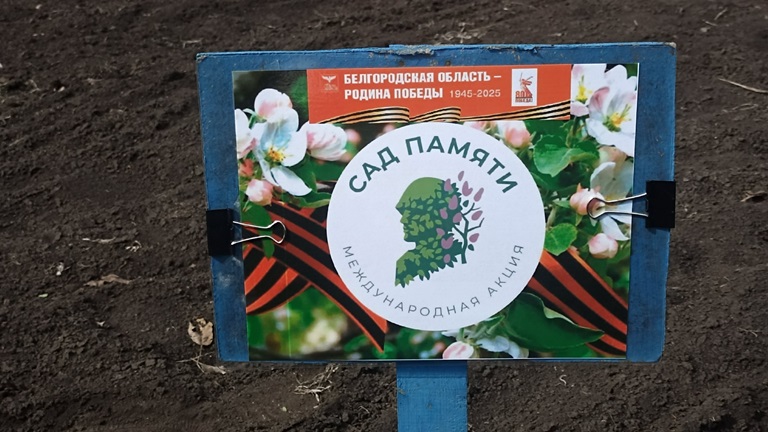 БЕЛГОРОДСКАЯ ОБЛАСТЬ –
РОДИНА ПОБЕДЫ 1945-2025
САД ПАМЯТИ
МЕЖДУНАРОДНАЯ АКЦИЯ